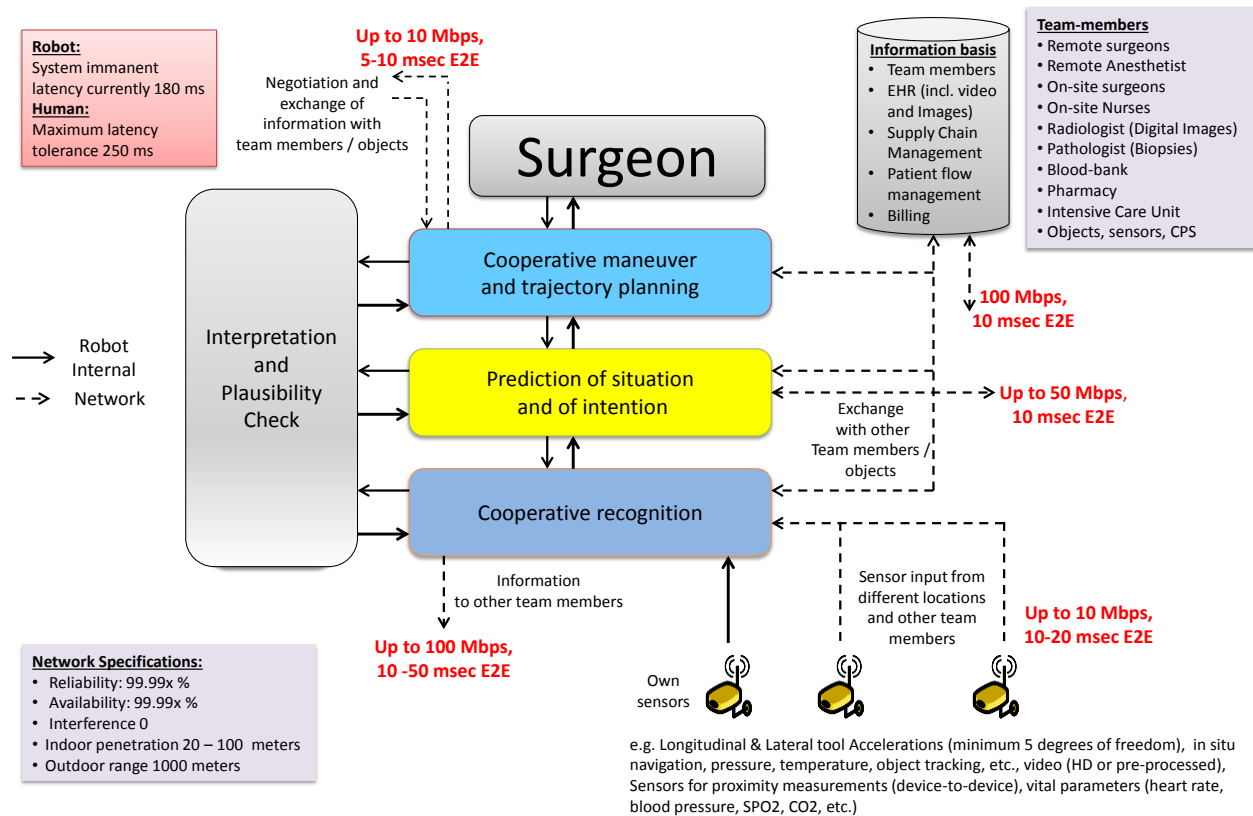 Robot:
System immanent
latency currently 180 ms
Human:
Maximum latency
tolerance 250 ms
Up to 10 Mbps,
5-10 msec E2E
Negotiation and
exchange of
information with
team members / objects
Surgeon
Information basis
• Team members
• EHR (incl. video
and Images)
• Supply Chain
Management
• Patient flow
management
• Billing
Team-members
• Remote surgeons
• Remote Anesthetist
• On-site surgeons
• On-site Nurses
• Radiologist (Digital Images)
• Pathologist (Biopsies)
• Blood-bank
• Pharmacy
• Intensive Care Unit
• Objects, sensors, CPS
Cooperative maneuver
and trajectory planning
100 Mbps,
10 msec E2E
Robot
Internal
Network
Interpretation
and
Plausibility
Check
Prediction of situation
and of intention
Up to 50 Mbps,
10 msec E2E
Exchange
with other
Team members /
objects
Cooperative recognition
Information
to other team members
Up to 100 Mbps,
10 -50 msec E2E
Sensor input from
different locations
and other team
members
Up to 10 Mbps,
10-20 msec E2E
Own
sensors
Network Specifications:
• Reliability: 99.99x %
• Availability: 99.99x %
• Interference 0
• Indoor penetration 20 – 100 meters
• Outdoor range 1000 meters
e.g. Longitudinal & Lateral tool Accelerations (minimum 5 degrees of freedom), in situ
navigation, pressure, temperature, object tracking, etc., video (HD or pre-processed),
Sensors for proximity measurements (device-to-device), vital parameters (heart rate,
blood pressure, SPO2, CO2, etc.)